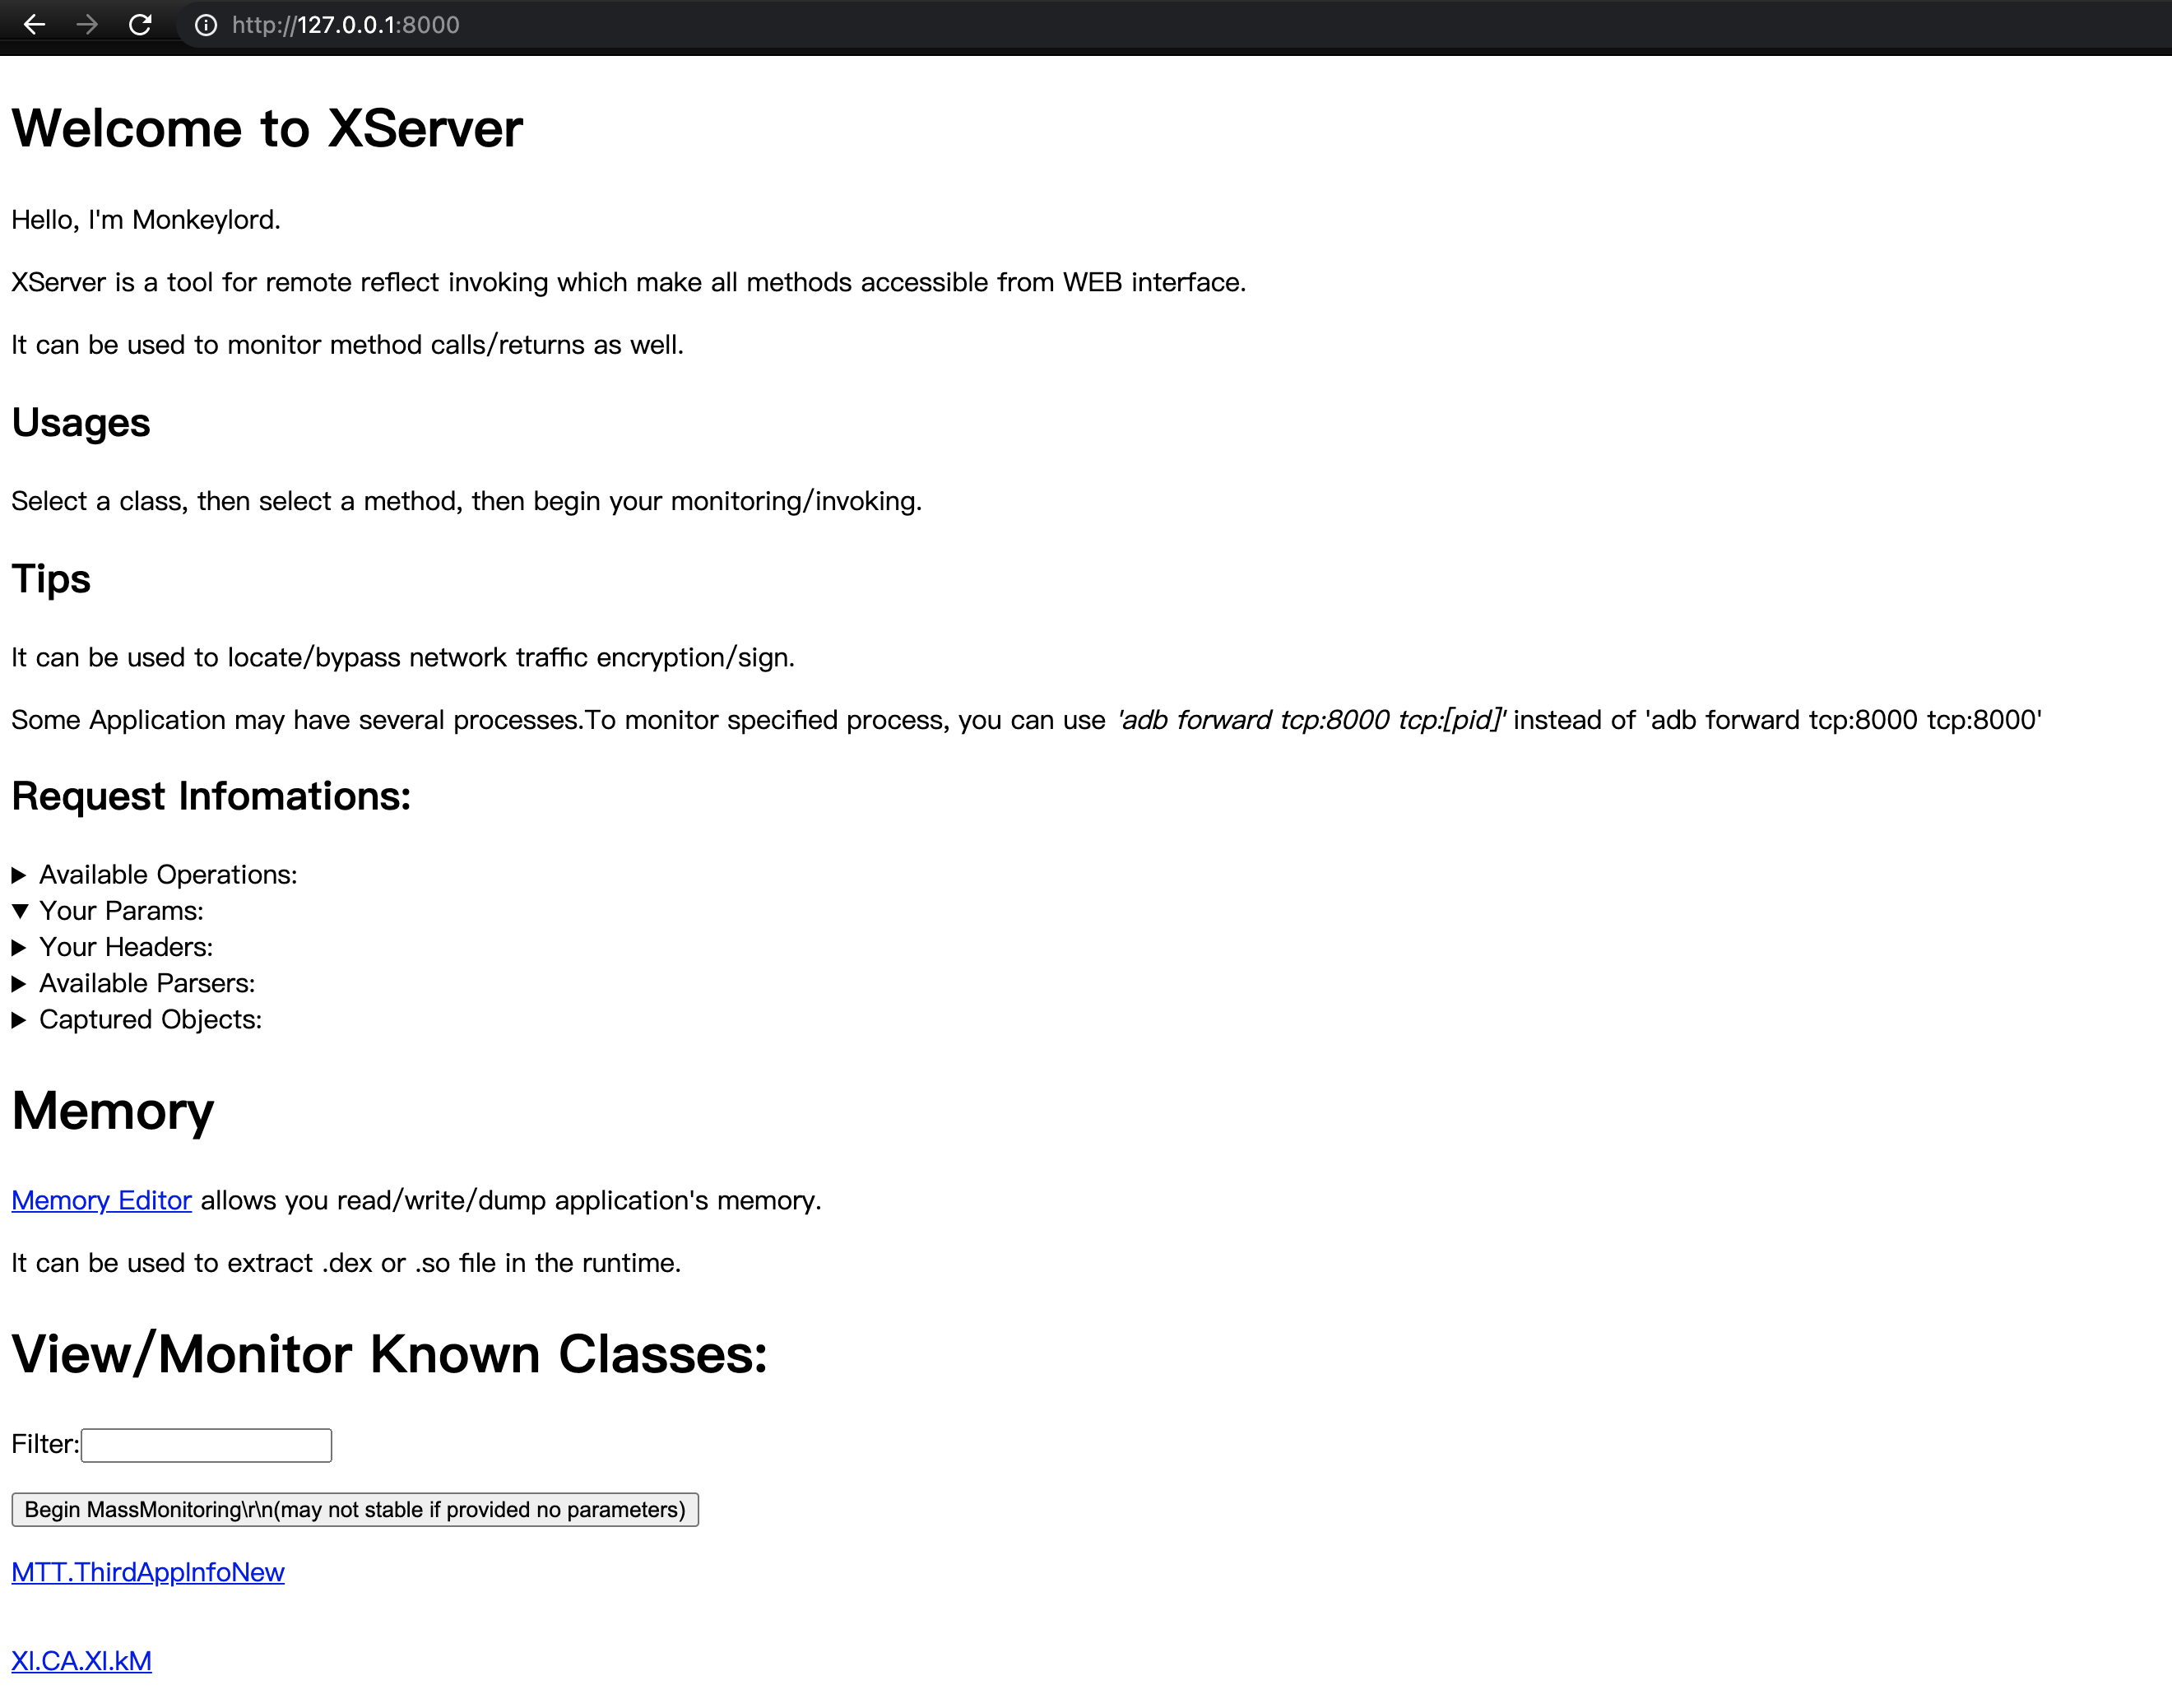 http://127.0.0.1:8000
Welcome to XServer
Hello, I'm Monkeylord.
XServer is a tool for remote reflect invoking which make all methods accessible from WEB interface.
It can be used to monitor method calls/returns as well.
Usages
Select a class, then select a method, then begin your monitoring/invoking.
Tips
It can be used to locate/bypass network traffic encryption/sign.
Some Application may have several processes.To monitor specified process, you can use 'adb forward tcp:8000 tcp:[pid]' instead of 'adb forward tcp:8000 tcp:8000'
Request Infomations:
Available Operations:
Your Params:
Your Headers:
Available Parsers:
Captured Objects:
Memory
Memory Editor allows you read/write/dump application's memory.
It can be used to extract .dex or .so file in the runtime.
View/Monitor Known Classes:
Filter:
Begin MassMonitoring\r\n(may not stable if provided no parameters)
MTT.ThirdAppInfoNew
XI.CA.XI.kM